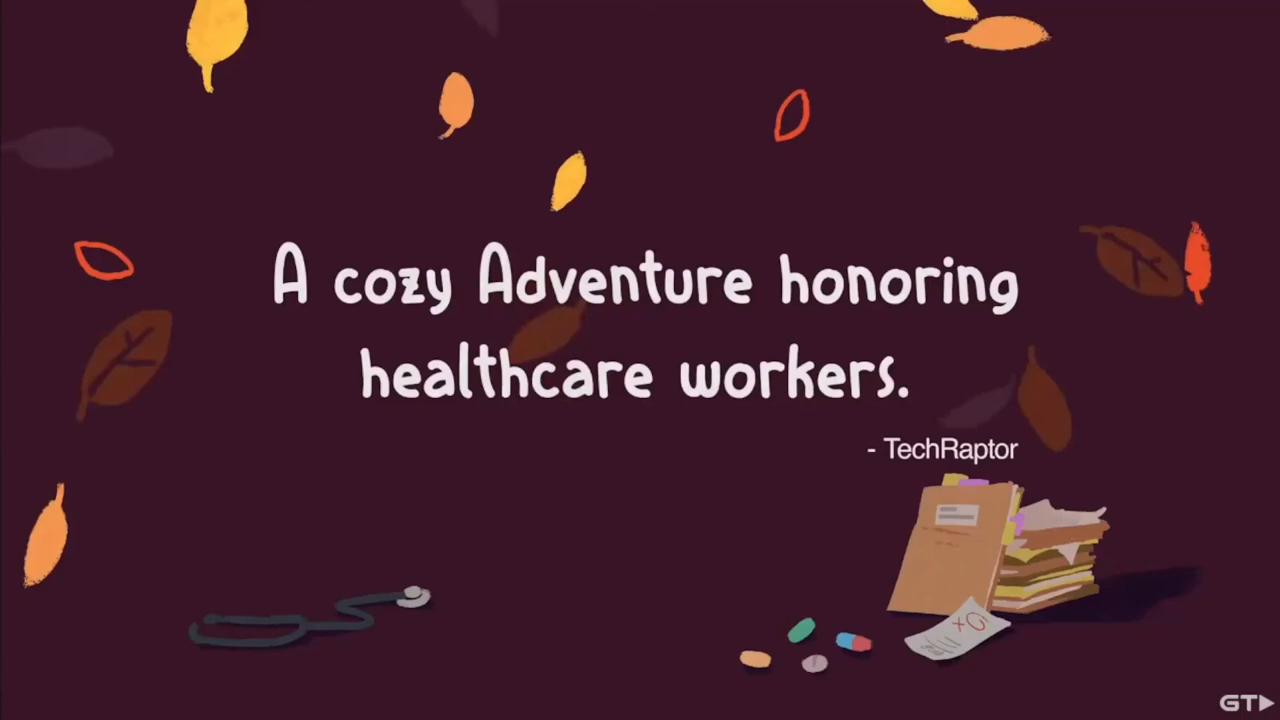 A cozy Adventure honoring
healthcare workers.
- TechRaptor
GT